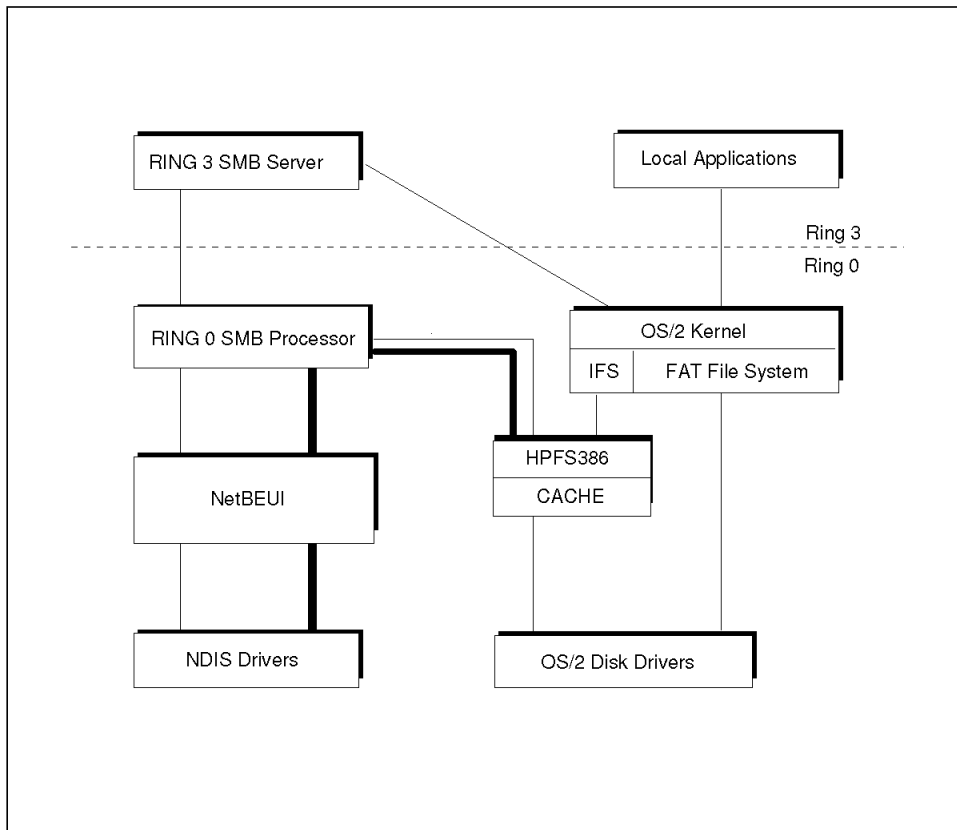 RING 3 SMB Server
Local Applications
Ring 3
Ring 0
RING 0 SMB Processor
OS/2 Kernel
IFS
FAT File System
HPFS386
CACHE
NetBEUI
NDIS Drivers
OS/2 Disk Drivers